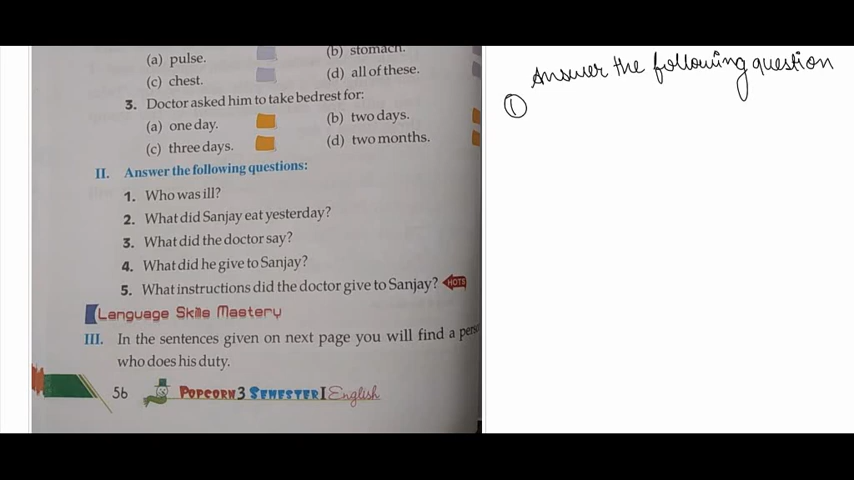 (a) pulse.
(b) stomach.
(c) chest.
(d) all of these.
3. Doctor asked him to take bedrest for:
(a) one day.
(b) two days.
(c) three days.
(d) two months.
II. Answer the following questions:
1. Who was ill?
2. What did Sanjay eat yesterday?
3. What did the doctor say?
4. What did he give to Sanjay?
5. What instructions did the doctor give to Sanjay? HOTS
Language Skills Mastery
III. In the sentences given on next page you will find a
who does his duty.
56 POPCORN 3 SEMESTER I English
Answer the following question
①